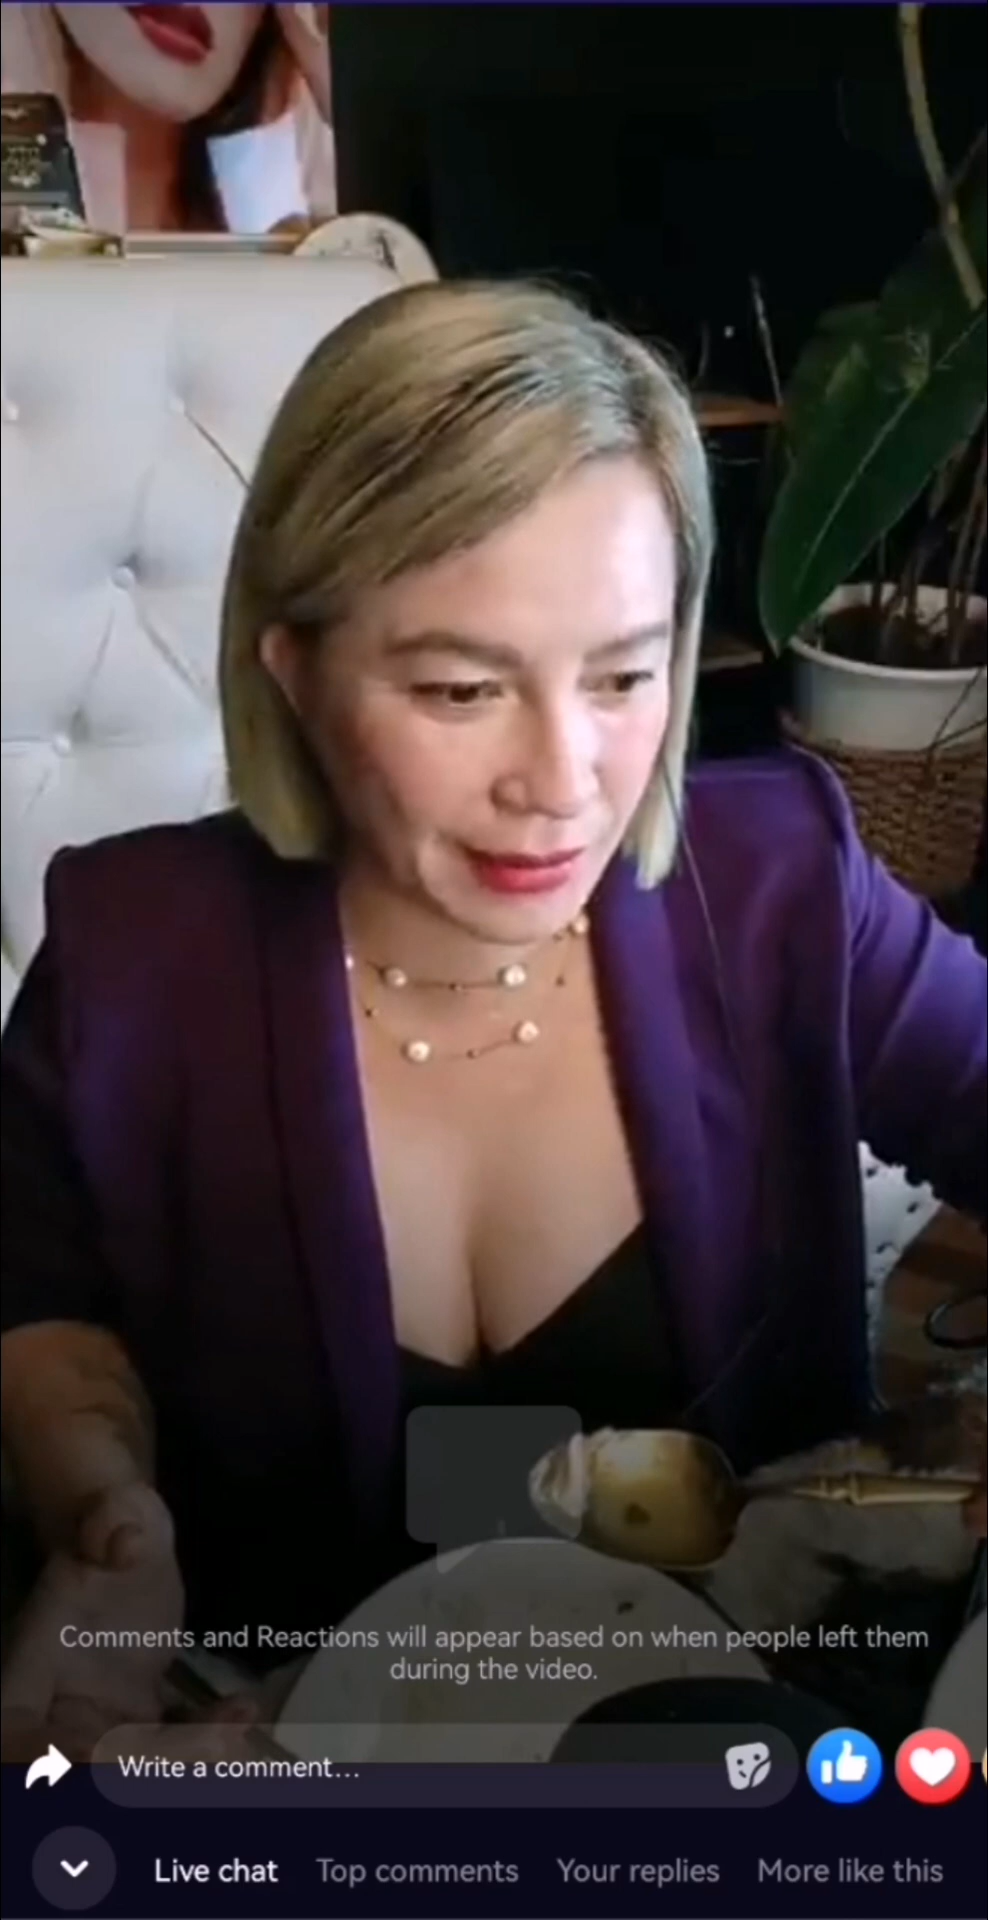 Comments and Reactions will appear based on when people left them
during the video.
Write a comment...
Live chat
Top comments
Your replies
More like this